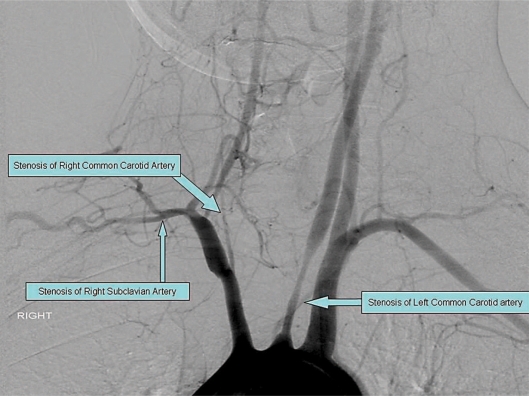 Stenosis of Right Common Carotid Artery
Stenosis of Right Subclavian Artery
Stenosis of Left Common Carotid artery
RIGHT